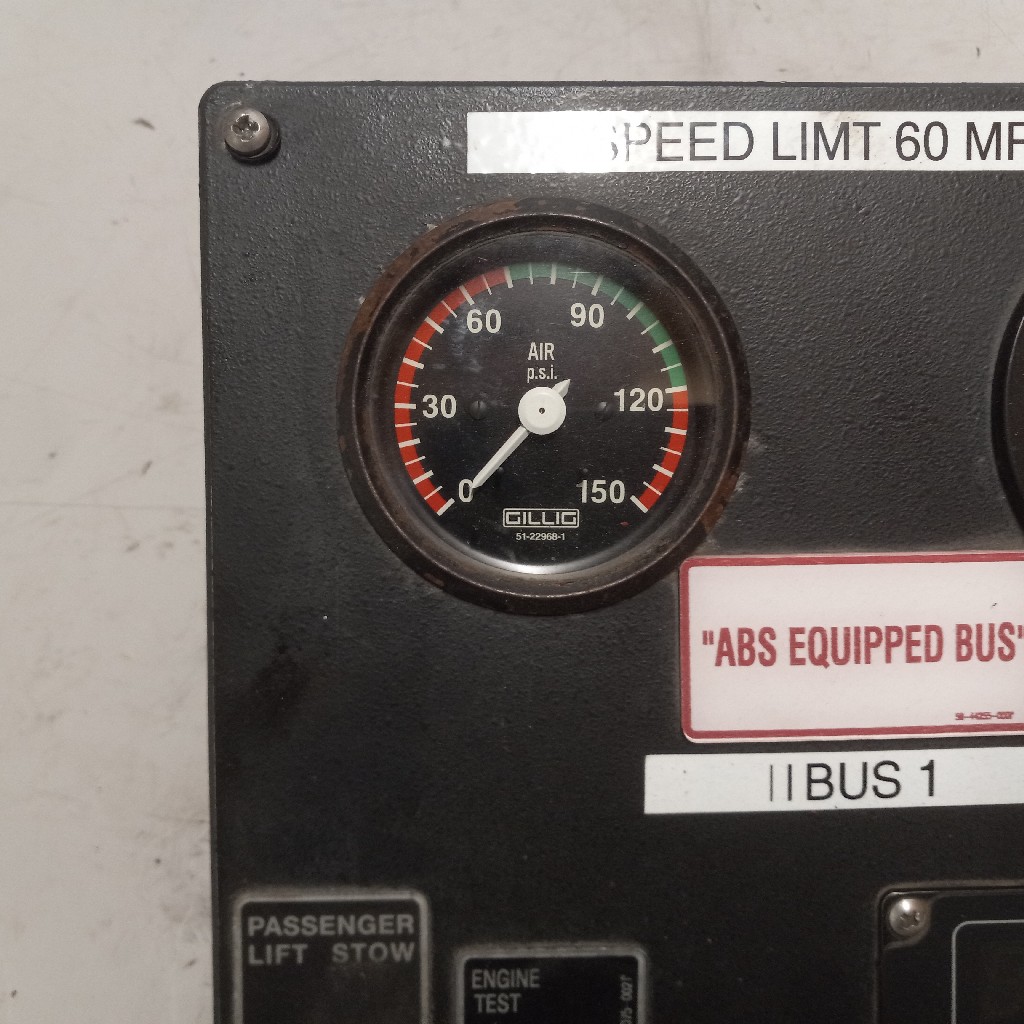 SPEED LIMT 60
60
90
AIR
p.s.i.
30
120
0
150
GILLIG
51-22968-1
"ABS EQUIPPED BUS"
BUS 1
PASSENGER
LIFT STOW
ENGINE
TEST